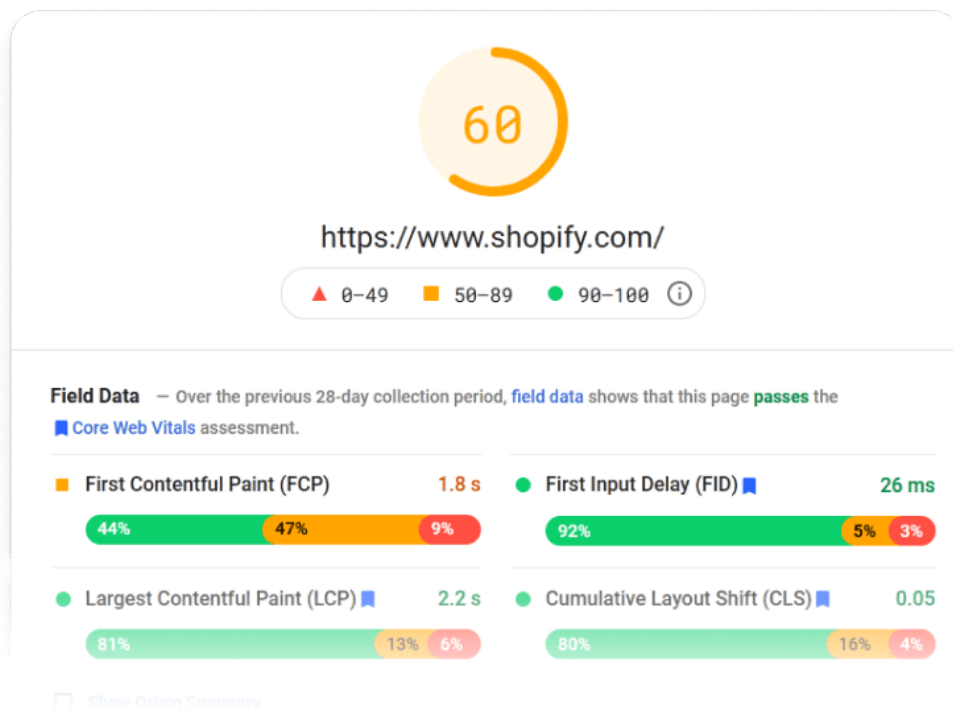 60
https://www.shopify.com/
0–49 50–89 90–100
Field Data — Over the previous 28-day collection period, field data shows that this page passes the
Core Web Vitals assessment.
First Contentful Paint (FCP) 1.8 s
44% 47% 9%
First Input Delay (FID) 26 ms
92% 5% 3%
Largest Contentful Paint (LCP) 2.2 s
81% 13% 6%
Cumulative Layout Shift (CLS) 0.05
80% 16% 4%
Show Origin Summary